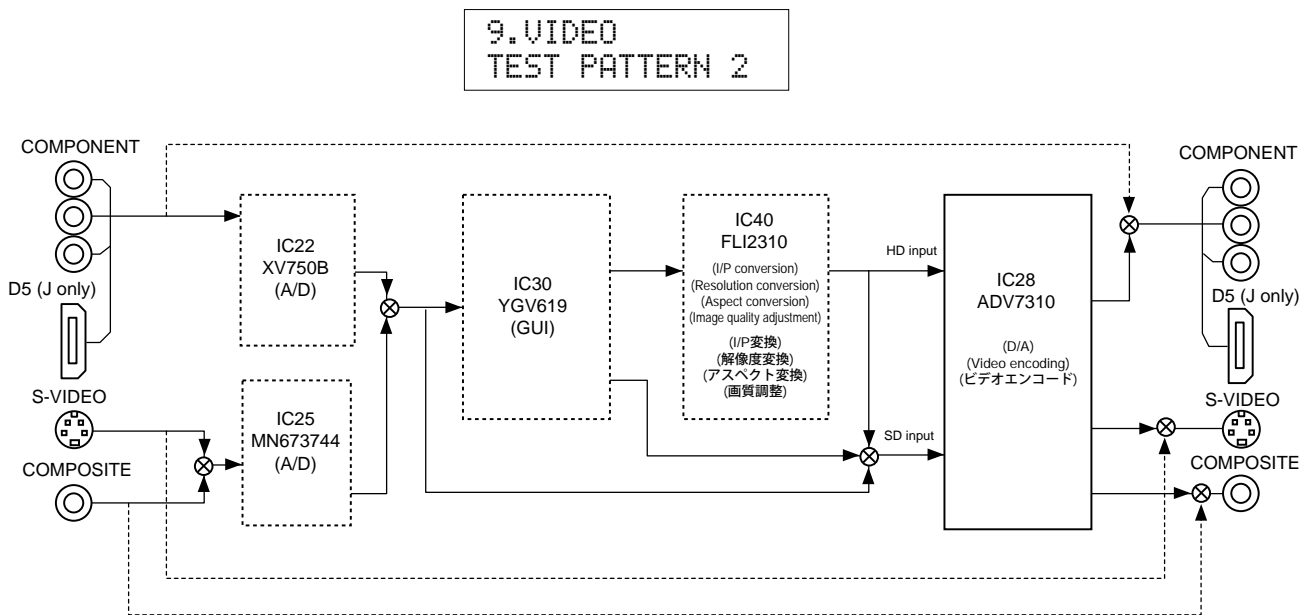 9.VIDEO
TEST PATTERN 2
COMPONENT
D5 (J only)
S-VIDEO
COMPOSITE
IC22
XV750B
(A/D)
IC25
MN673744
(A/D)
IC30
YGV619
(GUI)
IC40
FLI2310
(I/P conversion)
(Resolution conversion)
(Aspect conversion)
(Image quality adjustment)
(I/P変換)
(解像度変換)
(アスペクト変換)
(画質調整)
HD input
SD input
IC28
ADV7310
(D/A)
(Video encoding)
(ビデオエンコード)
COMPONENT
D5 (J only)
S-VIDEO
COMPOSITE